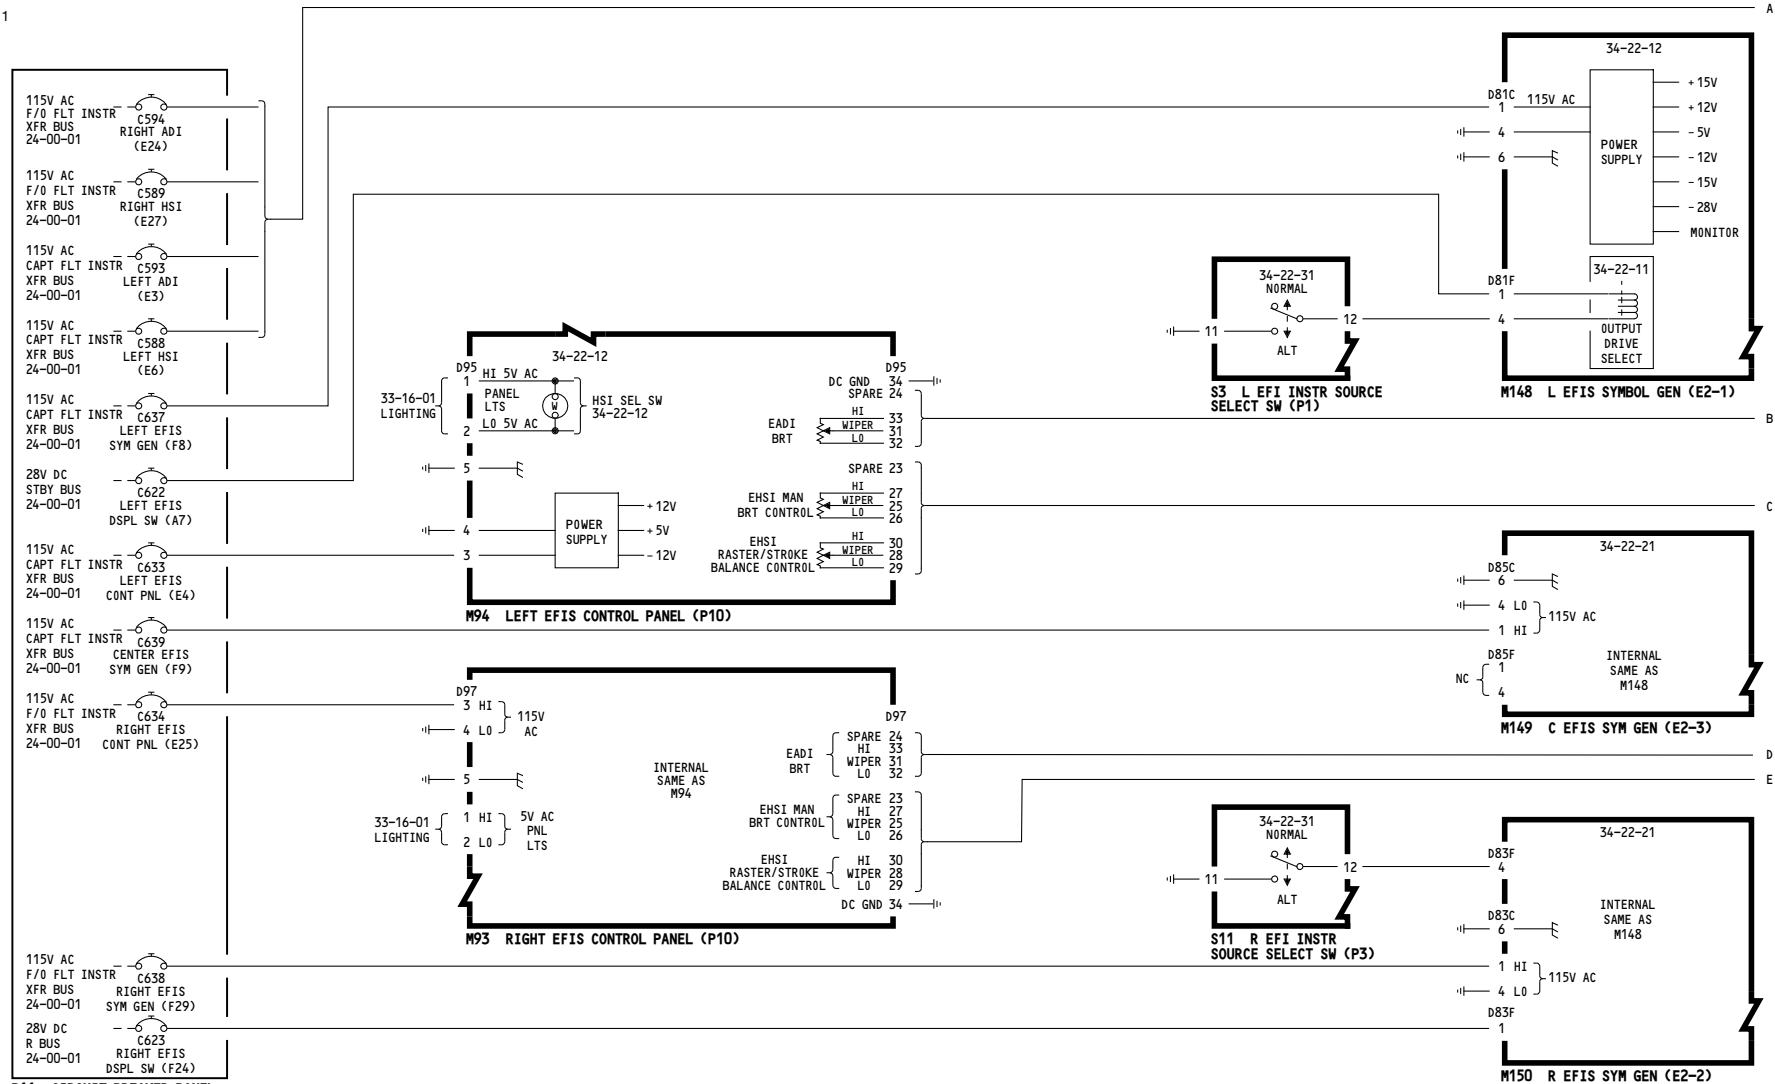 1
A
115V AC
F/O FLT INSTR
XFR BUS
24-00-01
C594
RIGHT ADI
(E24)
115V AC
F/O FLT INSTR
XFR BUS
24-00-01
C589
RIGHT HSI
(E27)
115V AC
CAPT FLT INSTR
XFR BUS
24-00-01
C593
LEFT ADI
(E3)
115V AC
CAPT FLT INSTR
XFR BUS
24-00-01
C588
LEFT HSI
(E6)
115V AC
CAPT FLT INSTR
XFR BUS
24-00-01
C637
LEFT EFIS
SYM GEN (F8)
28V DC
STBY BUS
24-00-01
C622
LEFT EFIS
DSPL SW (A7)
115V AC
CAPT FLT INSTR
XFR BUS
24-00-01
C633
LEFT EFIS
CONT PNL (E4)
115V AC
CAPT FLT INSTR
XFR BUS
24-00-01
C639
CENTER EFIS
SYM GEN (F9)
115V AC
F/O FLT INSTR
XFR BUS
24-00-01
C634
RIGHT EFIS
CONT PNL (E25)
115V AC
F/O FLT INSTR
XFR BUS
24-00-01
C638
RIGHT EFIS
SYM GEN (F29)
28V DC
R BUS
24-00-01
C623
RIGHT EFIS
DSPL SW (F24)
34-22-12
D95
1 HI 5V AC
PANEL
LTS
W
2 LO 5V AC
33-16-01
LIGHTING
HSI SEL SW
34-22-12
5
4
3
POWER
SUPPLY
+12V
+5V
-12V
D95
DC GND 34
SPARE 24
EADI
BRT
HI 33
WIPER 31
LO 32
SPARE 23
EHSI MAN
BRT CONTROL
HI 27
WIPER 25
LO 26
EHSI
RASTER/STROKE
BALANCE CONTROL
HI 30
WIPER 28
LO 29
M94 LEFT EFIS CONTROL PANEL (P10)
B
C
D97
3 HI
4 LO
115V
AC
5
33-16-01
LIGHTING
1 HI
2 LO
5V AC
PNL
LTS
INTERNAL
SAME AS
M94
D97
EADI
BRT
SPARE 24
HI 33
WIPER 31
LO 32
EHSI MAN
BRT CONTROL
SPARE 23
HI 27
WIPER 25
LO 26
EHSI
RASTER/STROKE
BALANCE CONTROL
HI 30
WIPER 28
LO 29
DC GND 34
M93 RIGHT EFIS CONTROL PANEL (P10)
D
E
34-22-31
NORMAL
11
12
ALT
S3 L EFI INSTR SOURCE
SELECT SW (P1)
34-22-31
NORMAL
11
12
ALT
S11 R EFI INSTR
SOURCE SELECT SW (P3)
34-22-12
D81C
1 115V AC
4
6
POWER
SUPPLY
+15V
+12V
-5V
-12V
-15V
-28V
MONITOR
34-22-11
D81F
1
4
OUTPUT
DRIVE
SELECT
M148 L EFIS SYMBOL GEN (E2-1)
34-22-21
D85C
6
4 LO
1 HI
115V AC
D85F
NC
1
4
INTERNAL
SAME AS
M148
M149 C EFIS SYM GEN (E2-3)
34-22-21
D83F
4
D83C
6
1 HI
4 LO
115V AC
D83F
1
INTERNAL
SAME AS
M148
M150 R EFIS SYM GEN (E2-2)